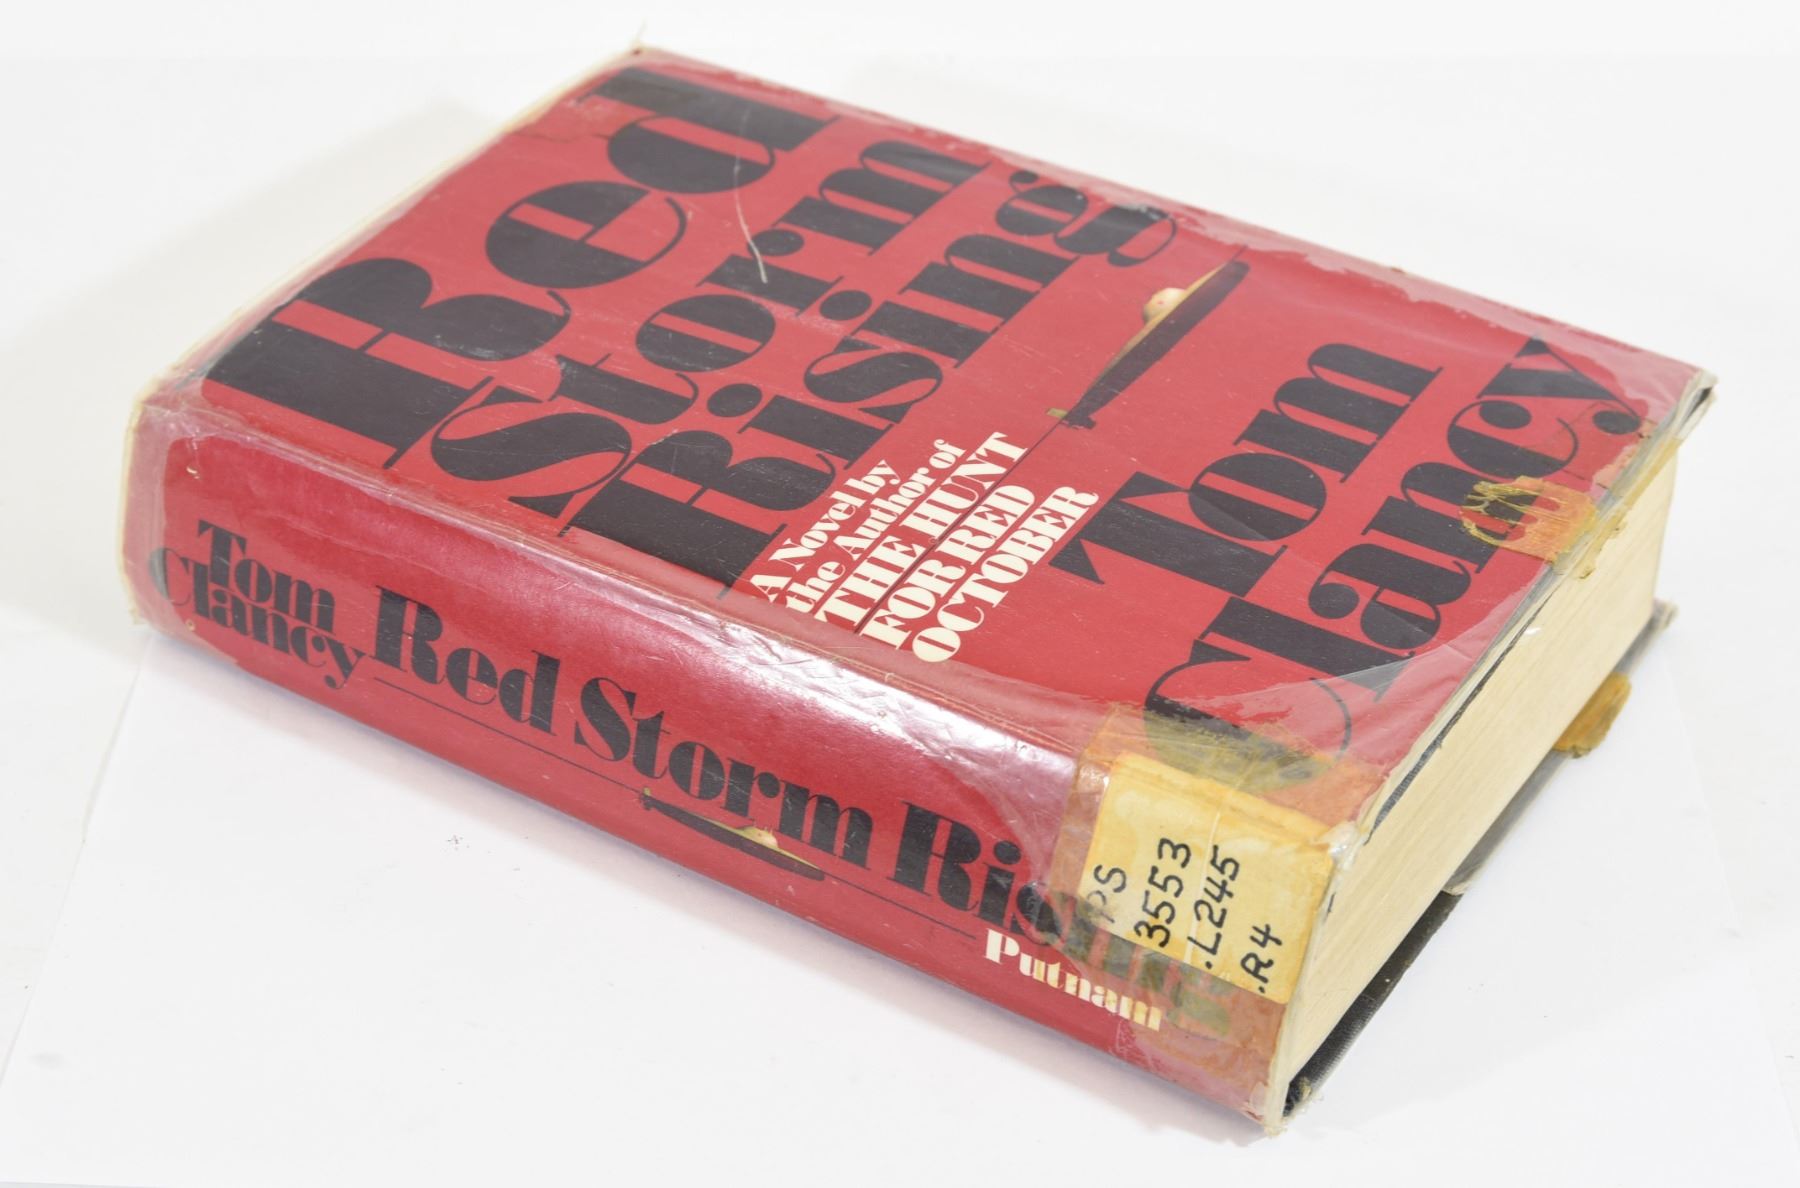 Red
Storm
Rising
A Novel by
the Author of
THE HUNT
FOR RED
OCTOBER
Tom
Clancy
Tom
Clancy
Red Storm Rising
Putnam
PS
3553
.L245
.R4